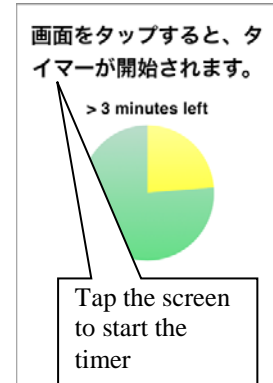 画面をタップすると、タ
イマーが開始されます。
> 3 minutes left
Tap the screen
to start the
timer